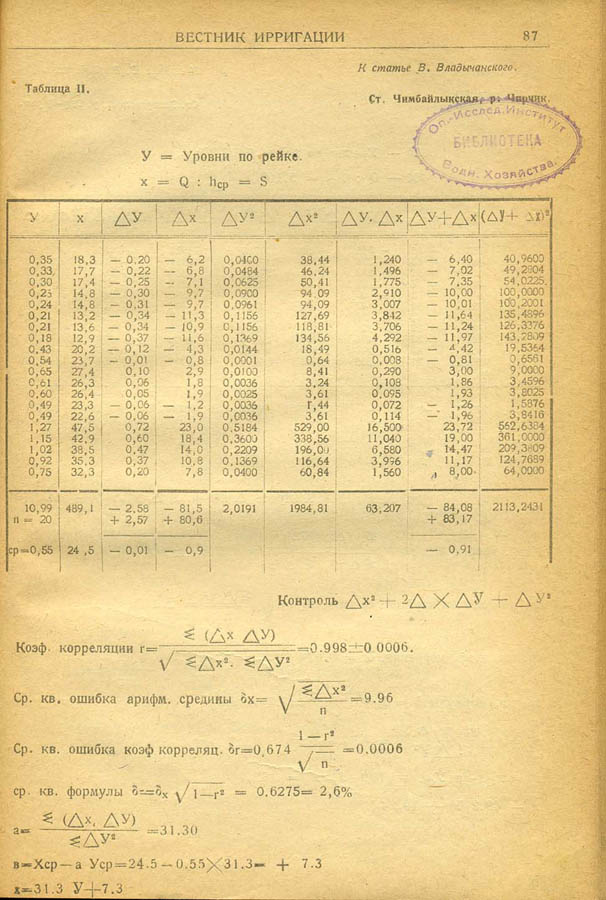 ВЕСТНИК ИРРИГАЦИИ 87
К статье В. Владычанского.
Таблица II.
Ст. Чимбайлыкская, р. Чирчик.
Оп.-Исслед. Институт
БИБЛИОТЕКА
Водн. Хозяйства.
У = Уровни по рейке.
x = Q : hср = S
У x △У △x △У² △x² △У. △x △У+△x (△У+ △x)²
0,35 18,3 — 0,20 — 6,2 0,0400 38,44 1,240 — 6,40 40,9600
0,33 17,7 — 0,22 — 6,8 0,0484 46,24 1,496 — 7,02 49,2804
0,30 17,4 — 0,25 — 7,1 0,0625 50,41 1,775 — 7,35 54,0225
0,25 14,8 — 0,30 — 9,7 0,0900 94,09 2,910 — 10,00 100,0000
0,24 14,8 — 0,31 — 9,7 0,0961 94,09 3,007 — 10,01 100,2001
0,21 13,2 — 0,34 — 11,3 0,1156 127,69 3,842 — 11,64 135,4896
0,21 13,6 — 0,34 — 10,9 0,1156 118,81 3,706 — 11,24 126,3376
0,18 12,9 — 0,37 — 11,6 0,1369 134,56 4,292 — 11,97 143,2809
0,43 20,2 — 0,12 — 4,3 0,0144 18,49 0,516 — 4,42 19,5364
0,54 23,7 — 0,01 — 0,8 0,0001 0,64 0,008 — 0,81 0,6561
0,65 27,4 0,10 2,9 0,0100 8,41 0,290 3,00 9,0000
0,61 26,3 0,06 1,8 0,0036 3,24 0,108 1,86 3,4596
0,60 26,4 0,05 1,9 0,0025 3,61 0,095 1,93 3,8025
0,49 23,3 — 0,06 — 1,2 0,0036 1,44 0,072 — 1,26 1,5876
0,49 22,6 — 0,06 — 1,9 0,0036 3,61 0,114 — 1,96 3,8416
1,27 47,5 0,72 23,0 0,5184 529,00 16,500 23,72 562,6384
1,15 42,9 0,60 18,4 0,3600 338,56 11,040 19,00 361,0000
1,02 38,5 0,47 14,0 0,2209 196,00 6,580 14,47 209,3809
0,92 35,3 0,37 10,8 0,1369 116,64 3,996 11,17 124,7689
0,75 32,3 0,20 7,8 0,0400 60,84 1,560 8,00 64,0000
10,99 489,1 — 2,58 — 81,5 2,0191 1984,81 63,207 — 84,08 2113,2431
n = 20 + 2,57 + 80,6 + 83,17
ср=0,55 24 ,5 — 0,01 — 0,9 — 0,91
Контроль △x² + 2△ X △У + △У²
Коэф. корреляции r= ≤ (△x △У) / √ ≤△x². ≤△У² =0.998±0 0006.
Ср. кв. ошибка арифм. средины δx= √ ≤△x² / n =9.96
Ср. кв. ошибка коэф корреляц. δr=0,674 1 — r² / √ n =0.0006
ср. кв. формулы δ=δx √ 1—r² = 0.6275= 2,6%
а= ≤ (△x, △У) / ≤△У² =31.30
в=Хср—а Уср=24.5 — 0.55×31.3= + 7.3
x=31.3 У+7.3